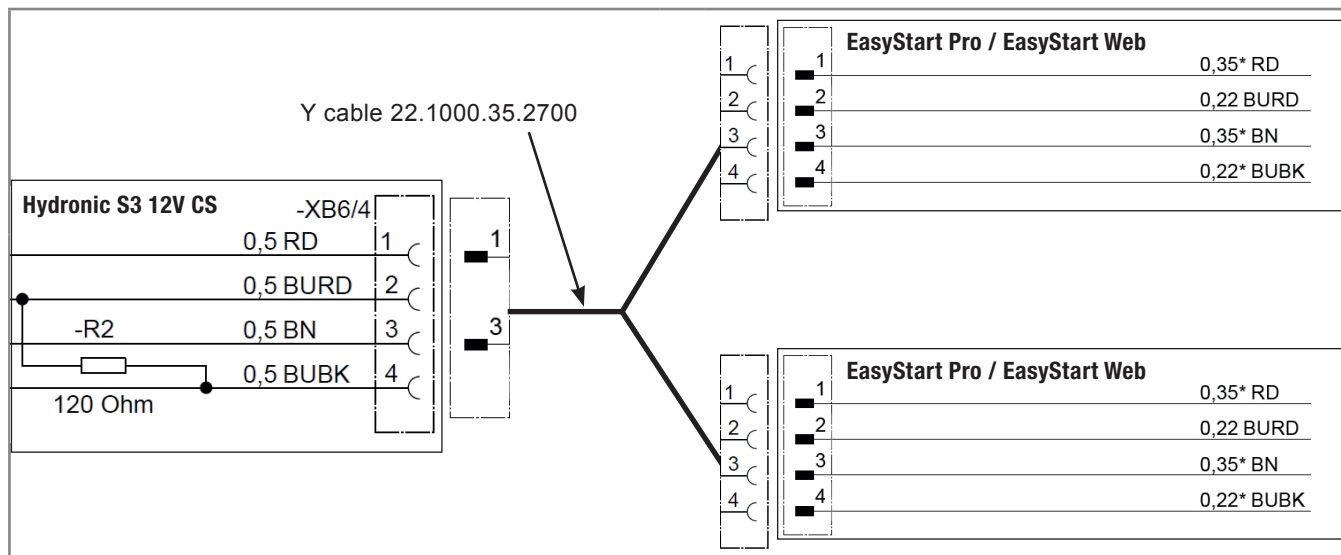 Y cable 22.1000.35.2700
Hydronic S3 12V CS
-XB6/4
0,5 RD 1
0,5 BURD 2
0,5 BN 3
0,5 BUBK 4
-R2
120 Ohm
1
3
EasyStart Pro / EasyStart Web
1 1 0,35* RD
2 2 0,22 BURD
3 3 0,35* BN
4 4 0,22* BUBK
EasyStart Pro / EasyStart Web
1 1 0,35* RD
2 2 0,22 BURD
3 3 0,35* BN
4 4 0,22* BUBK